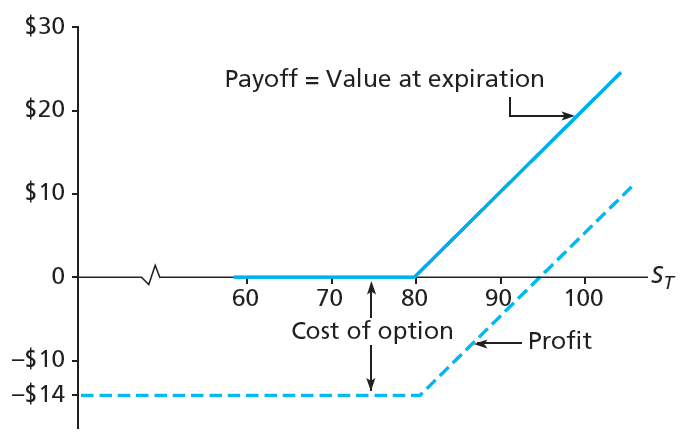 $30
Payoff = Value at expiration
$20
$10
0
60 70 80 90 100
S_T
Cost of option
Profit
–$10
–$14